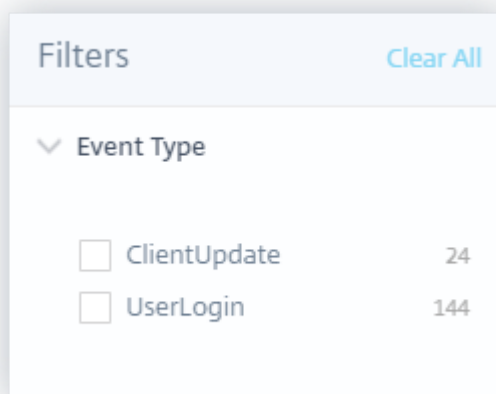 Filters Clear All
Event Type
ClientUpdate 24
UserLogin 144